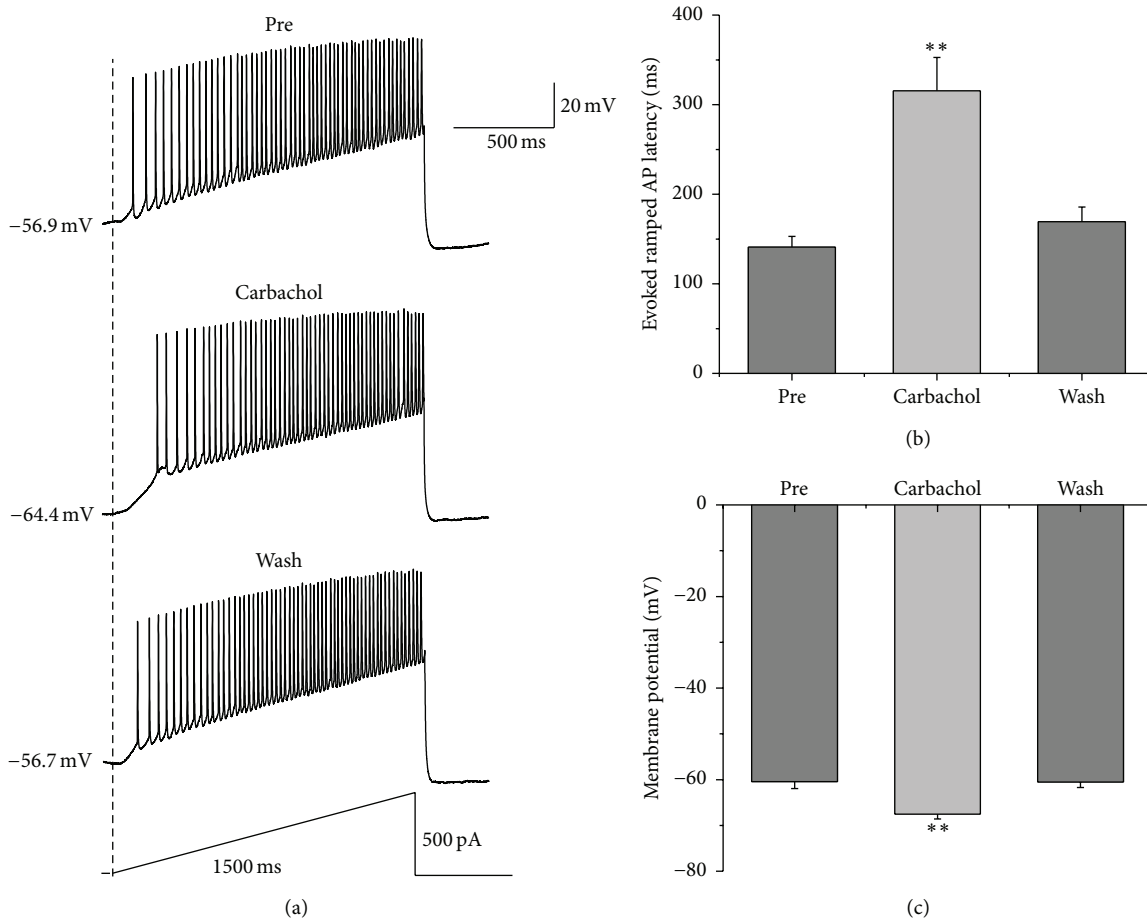 Pre
20 mV
500 ms
−56.9 mV
Carbachol
−64.4 mV
Wash
−56.7 mV
1500 ms
500 pA
(a)
400
300
200
100
0
Evoked ramped AP latency (ms)
**
Pre Carbachol Wash
(b)
Pre Carbachol Wash
0
−20
−40
−60
−80
Membrane potential (mV)
**
(c)